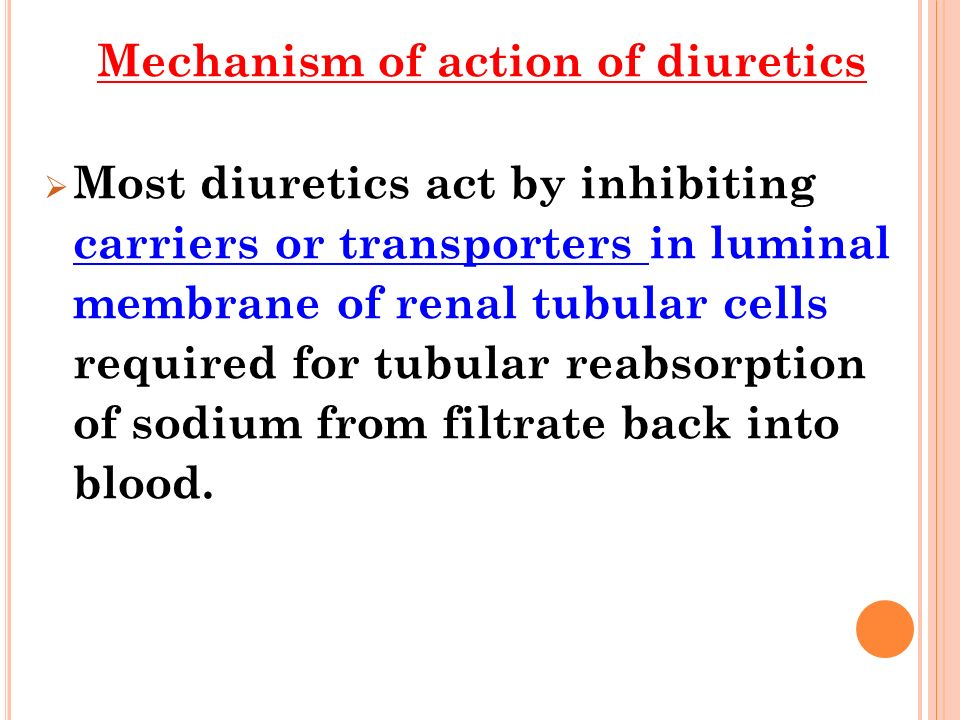 Mechanism of action of diuretics
Most diuretics act by inhibiting
carriers or transporters in luminal
membrane of renal tubular cells
required for tubular reabsorption
of sodium from filtrate back into
blood.